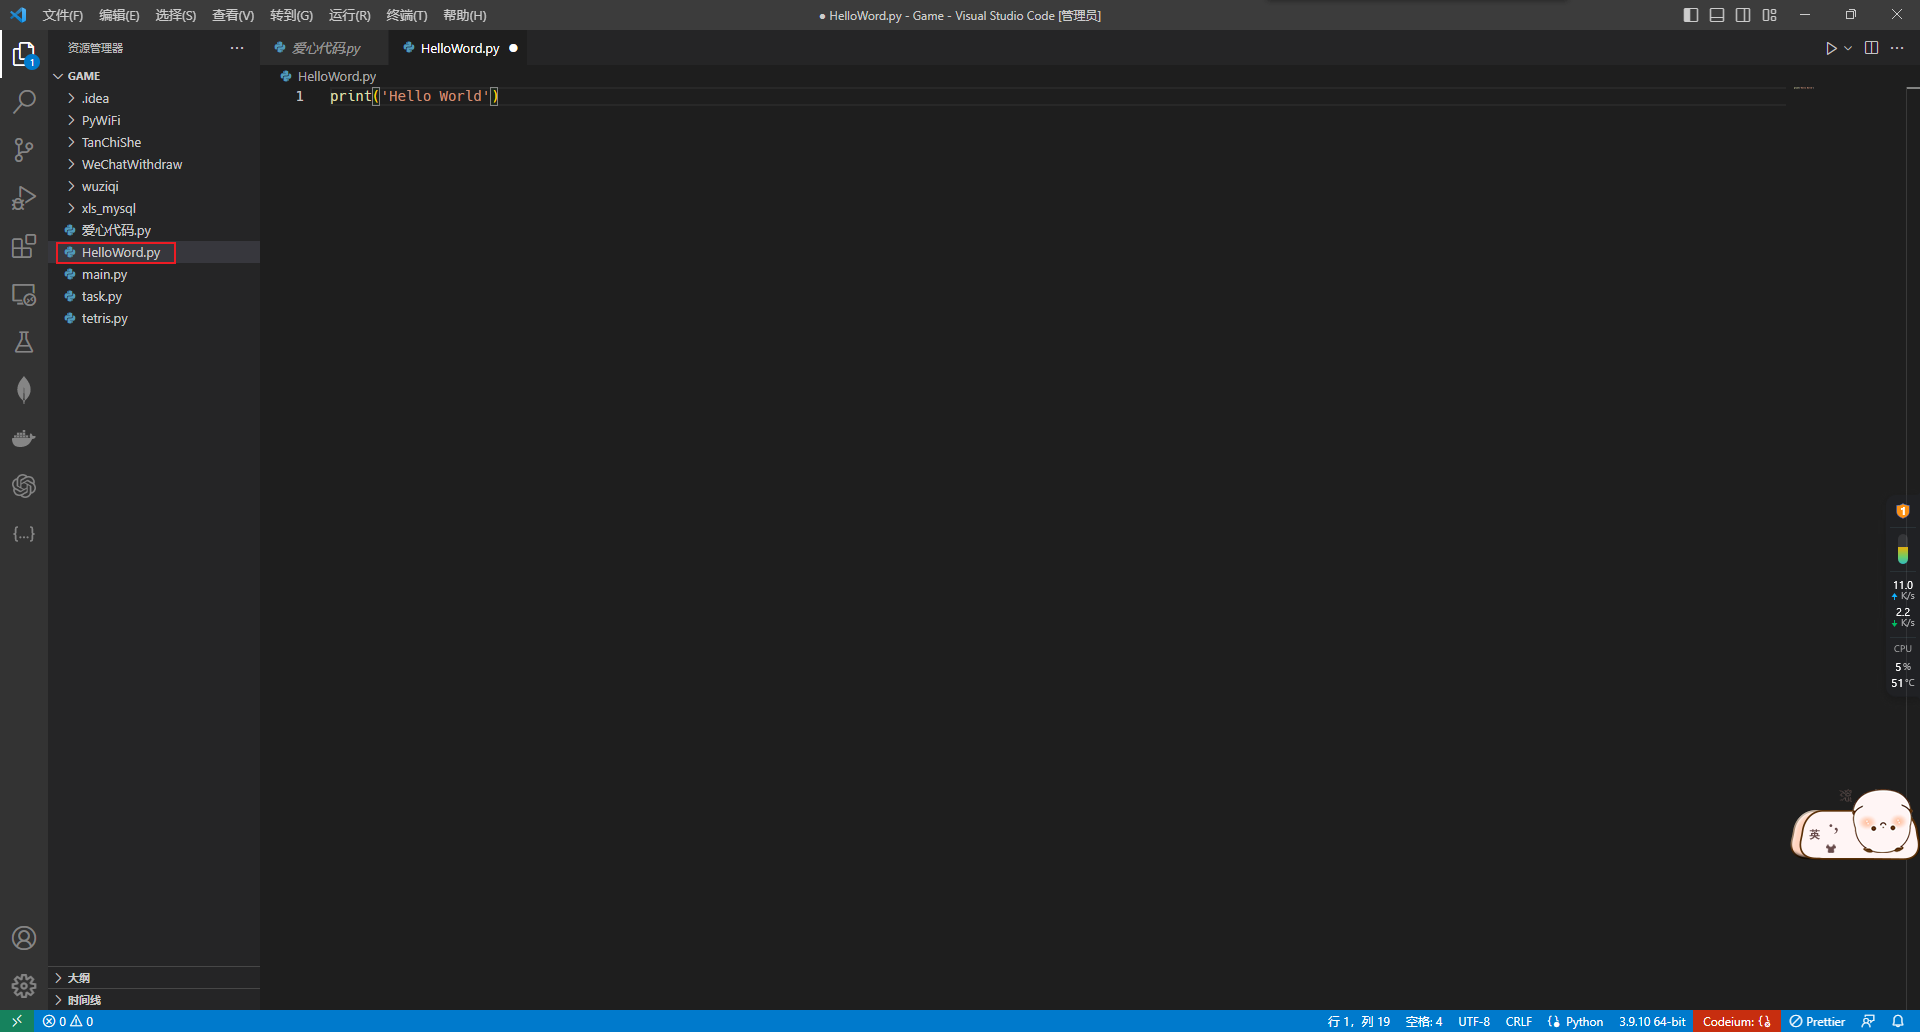 文件(F) 编辑(E) 选择(S) 查看(V) 转到(G) 运行(R) 终端(T) 帮助(H)
● HelloWord.py - Game - Visual Studio Code [管理员]
资源管理器
爱心代码.py
HelloWord.py
1
GAME
HelloWord.py
1 print('Hello World')
.idea
PyWiFi
TanChiShe
WeChatWithdraw
wuziqi
xls_mysql
爱心代码.py
HelloWord.py
main.py
task.py
tetris.py
{...}
1
11.0
K/s
2.2
K/s
CPU
5%
51°C
英
大纲
时间线
0 0
行 1，列 19 空格: 4 UTF-8 CRLF Python 3.9.10 64-bit Codeium: {} Prettier